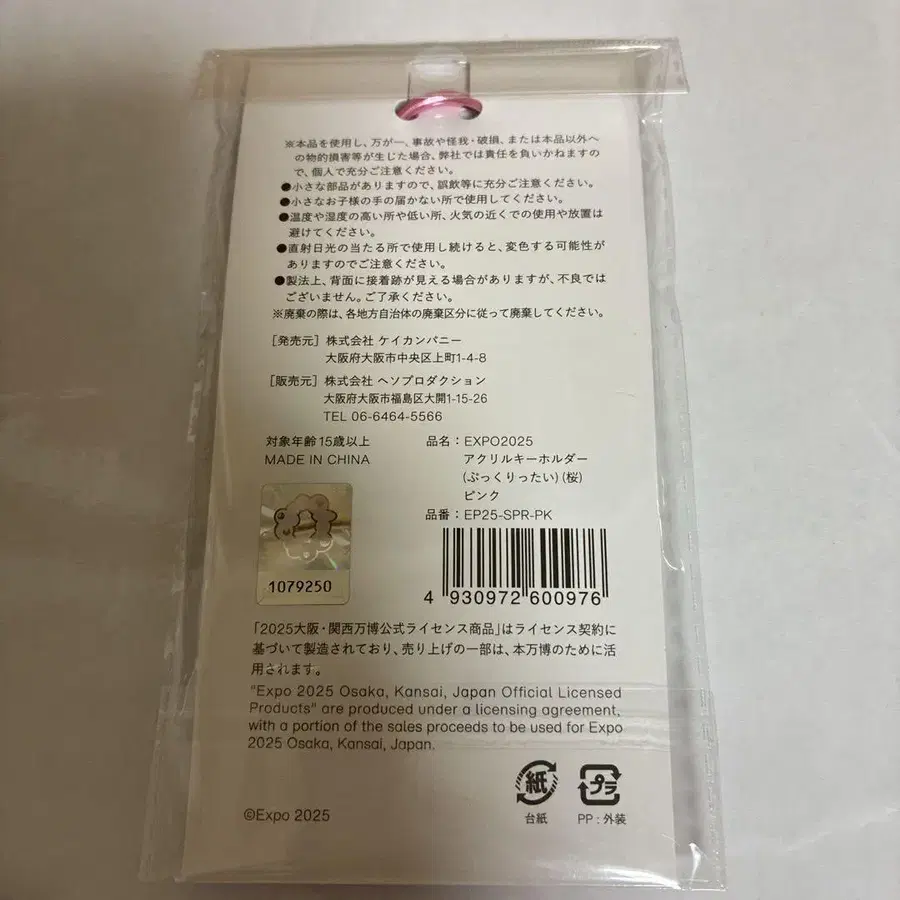 ※本品を使用し、万が一、事故や怪我・破損、または本品以外へ
の物的損害等が生じた場合、弊社では責任を負いかねますの
で、個人で充分ご注意ください。
●小さな部品がありますので、誤飲等に充分ご注意ください。
●小さなお子様の手の届かない所で使用してください。
●温度や湿度の高い所や低い所、火気の近くでの使用や放置は
避けてください。
●直射日光の当たる所で使用し続けると、変色する可能性が
ありますのでご注意ください。
●製法上、背面に接着跡が見える場合がありますが、不良では
ございません。ご了承ください。
※廃棄の際は、各地方自治体の廃棄区分に従って廃棄してください。
［発売元］株式会社 ケイカンパニー
大阪府大阪市中央区上町1-4-8
［販売元］株式会社 ヘソプロダクション
大阪府大阪市福島区大開1-15-26
TEL 06-6464-5566
対象年齢15歳以上
MADE IN CHINA
品名：EXPO2025
アクリルキーホルダー
(ぷっくりったい)(桜)
ピンク
品番：EP25-SPR-PK
1079250
4 930972 600976
「2025大阪・関西万博公式ライセンス商品」はライセンス契約に
基づいて製造されており、売り上げの一部は、本万博のために活
用されます。
"Expo 2025 Osaka, Kansai, Japan Official Licensed
Products" are produced under a licensing agreement,
with a portion of the sales proceeds to be used for Expo
2025 Osaka, Kansai, Japan.
紙
プラ
台紙
PP：外装
©Expo 2025